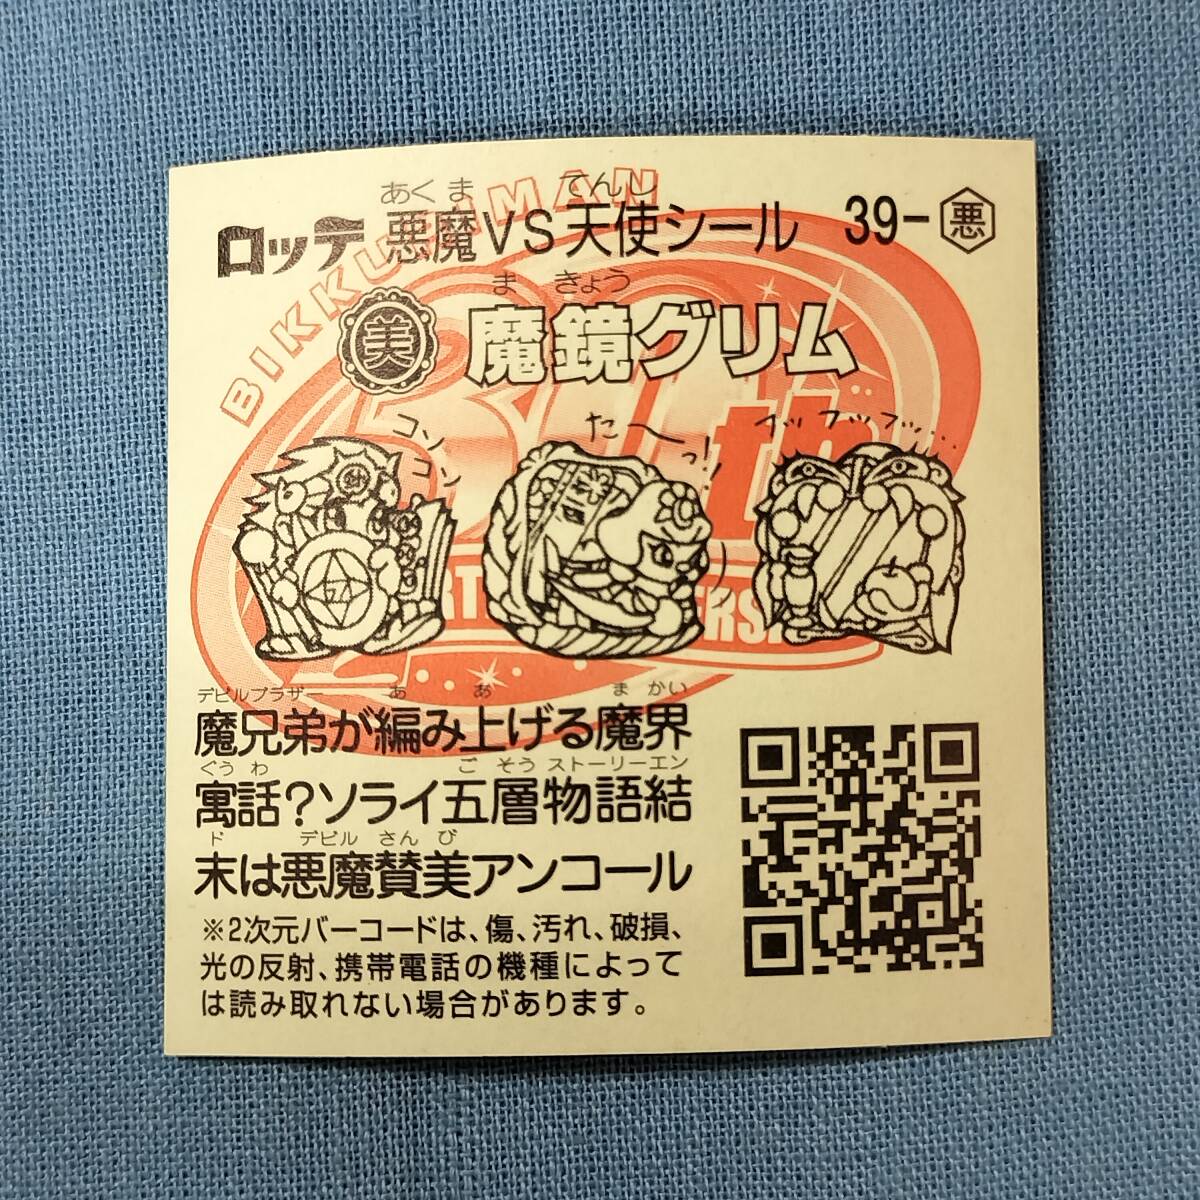 あくま てんし
ロッテ 悪魔VS天使シール 39-悪
BIKKURIMAN
ま きょう
美 魔鏡グリム
30th
コンコン た〜っ! フッフッフッ…
デビルブラザー あ あ ま かい
魔兄弟が編み上げる魔界
ぐう わ ご そう ストーリーエン
寓話?ソライ五層物語結
ド デビル さん び
末は悪魔賛美アンコール
※2次元バーコードは、傷、汚れ、破損、
光の反射、携帯電話の機種によって
は読み取れない場合があります。